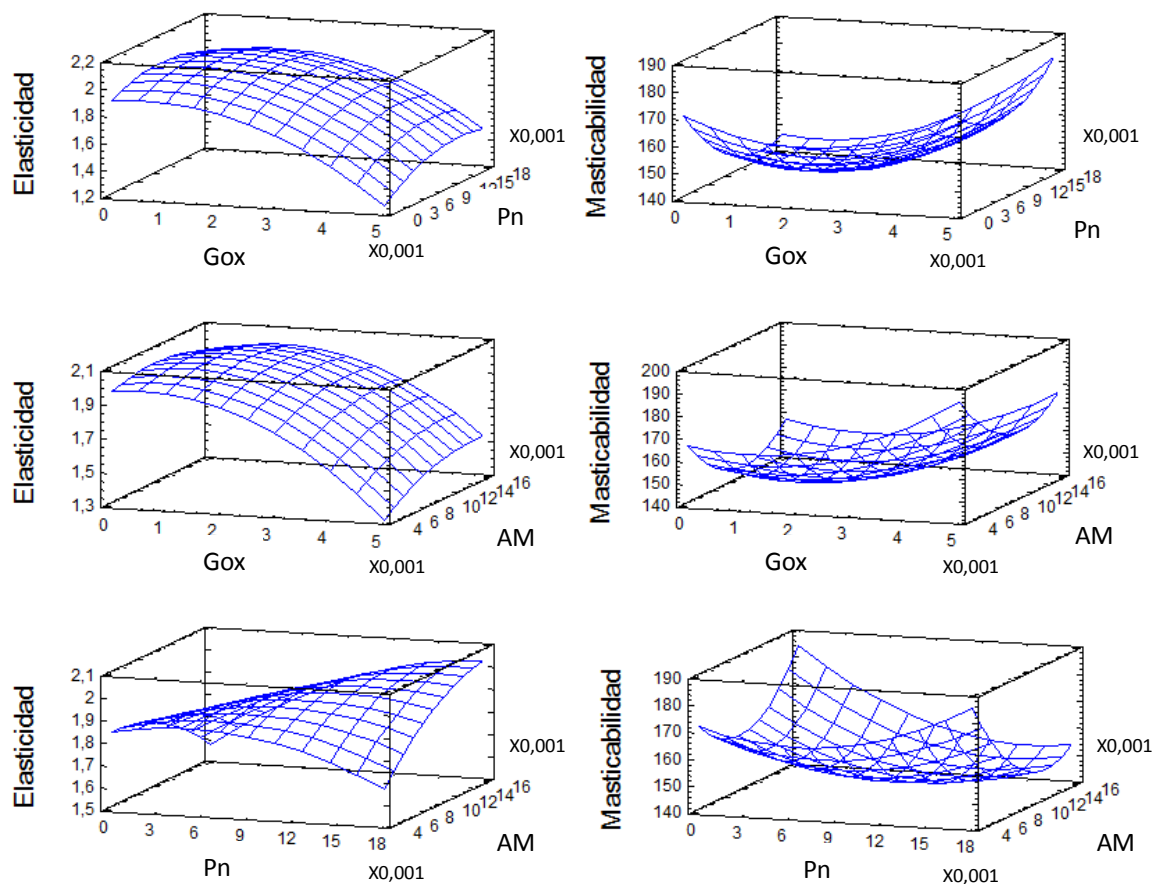 Elasticidad
2,2
2
1,8
1,6
1,4
1,2
0 1 2 3 4 5
Gox
X0,001
0 3 6 9 12 15 18
Pn
X0,001
Masticabilidad
190
180
170
160
150
140
0 1 2 3 4 5
Gox
X0,001
0 3 6 9 12 15 18
Pn
X0,001
Elasticidad
2,1
1,9
1,7
1,5
1,3
0 1 2 3 4 5
Gox
X0,001
4 6 8 10 12 14 16
AM
X0,001
Masticabilidad
200
190
180
170
160
150
140
0 1 2 3 4 5
Gox
X0,001
4 6 8 10 12 14 16
AM
X0,001
Elasticidad
2,1
2
1,9
1,8
1,7
1,6
1,5
0 3 6 9 12 15 18
Pn
X0,001
4 6 8 10 12 14 16
AM
X0,001
Masticabilidad
190
180
170
160
150
140
0 3 6 9 12 15 18
Pn
X0,001
4 6 8 10 12 14 16
AM
X0,001